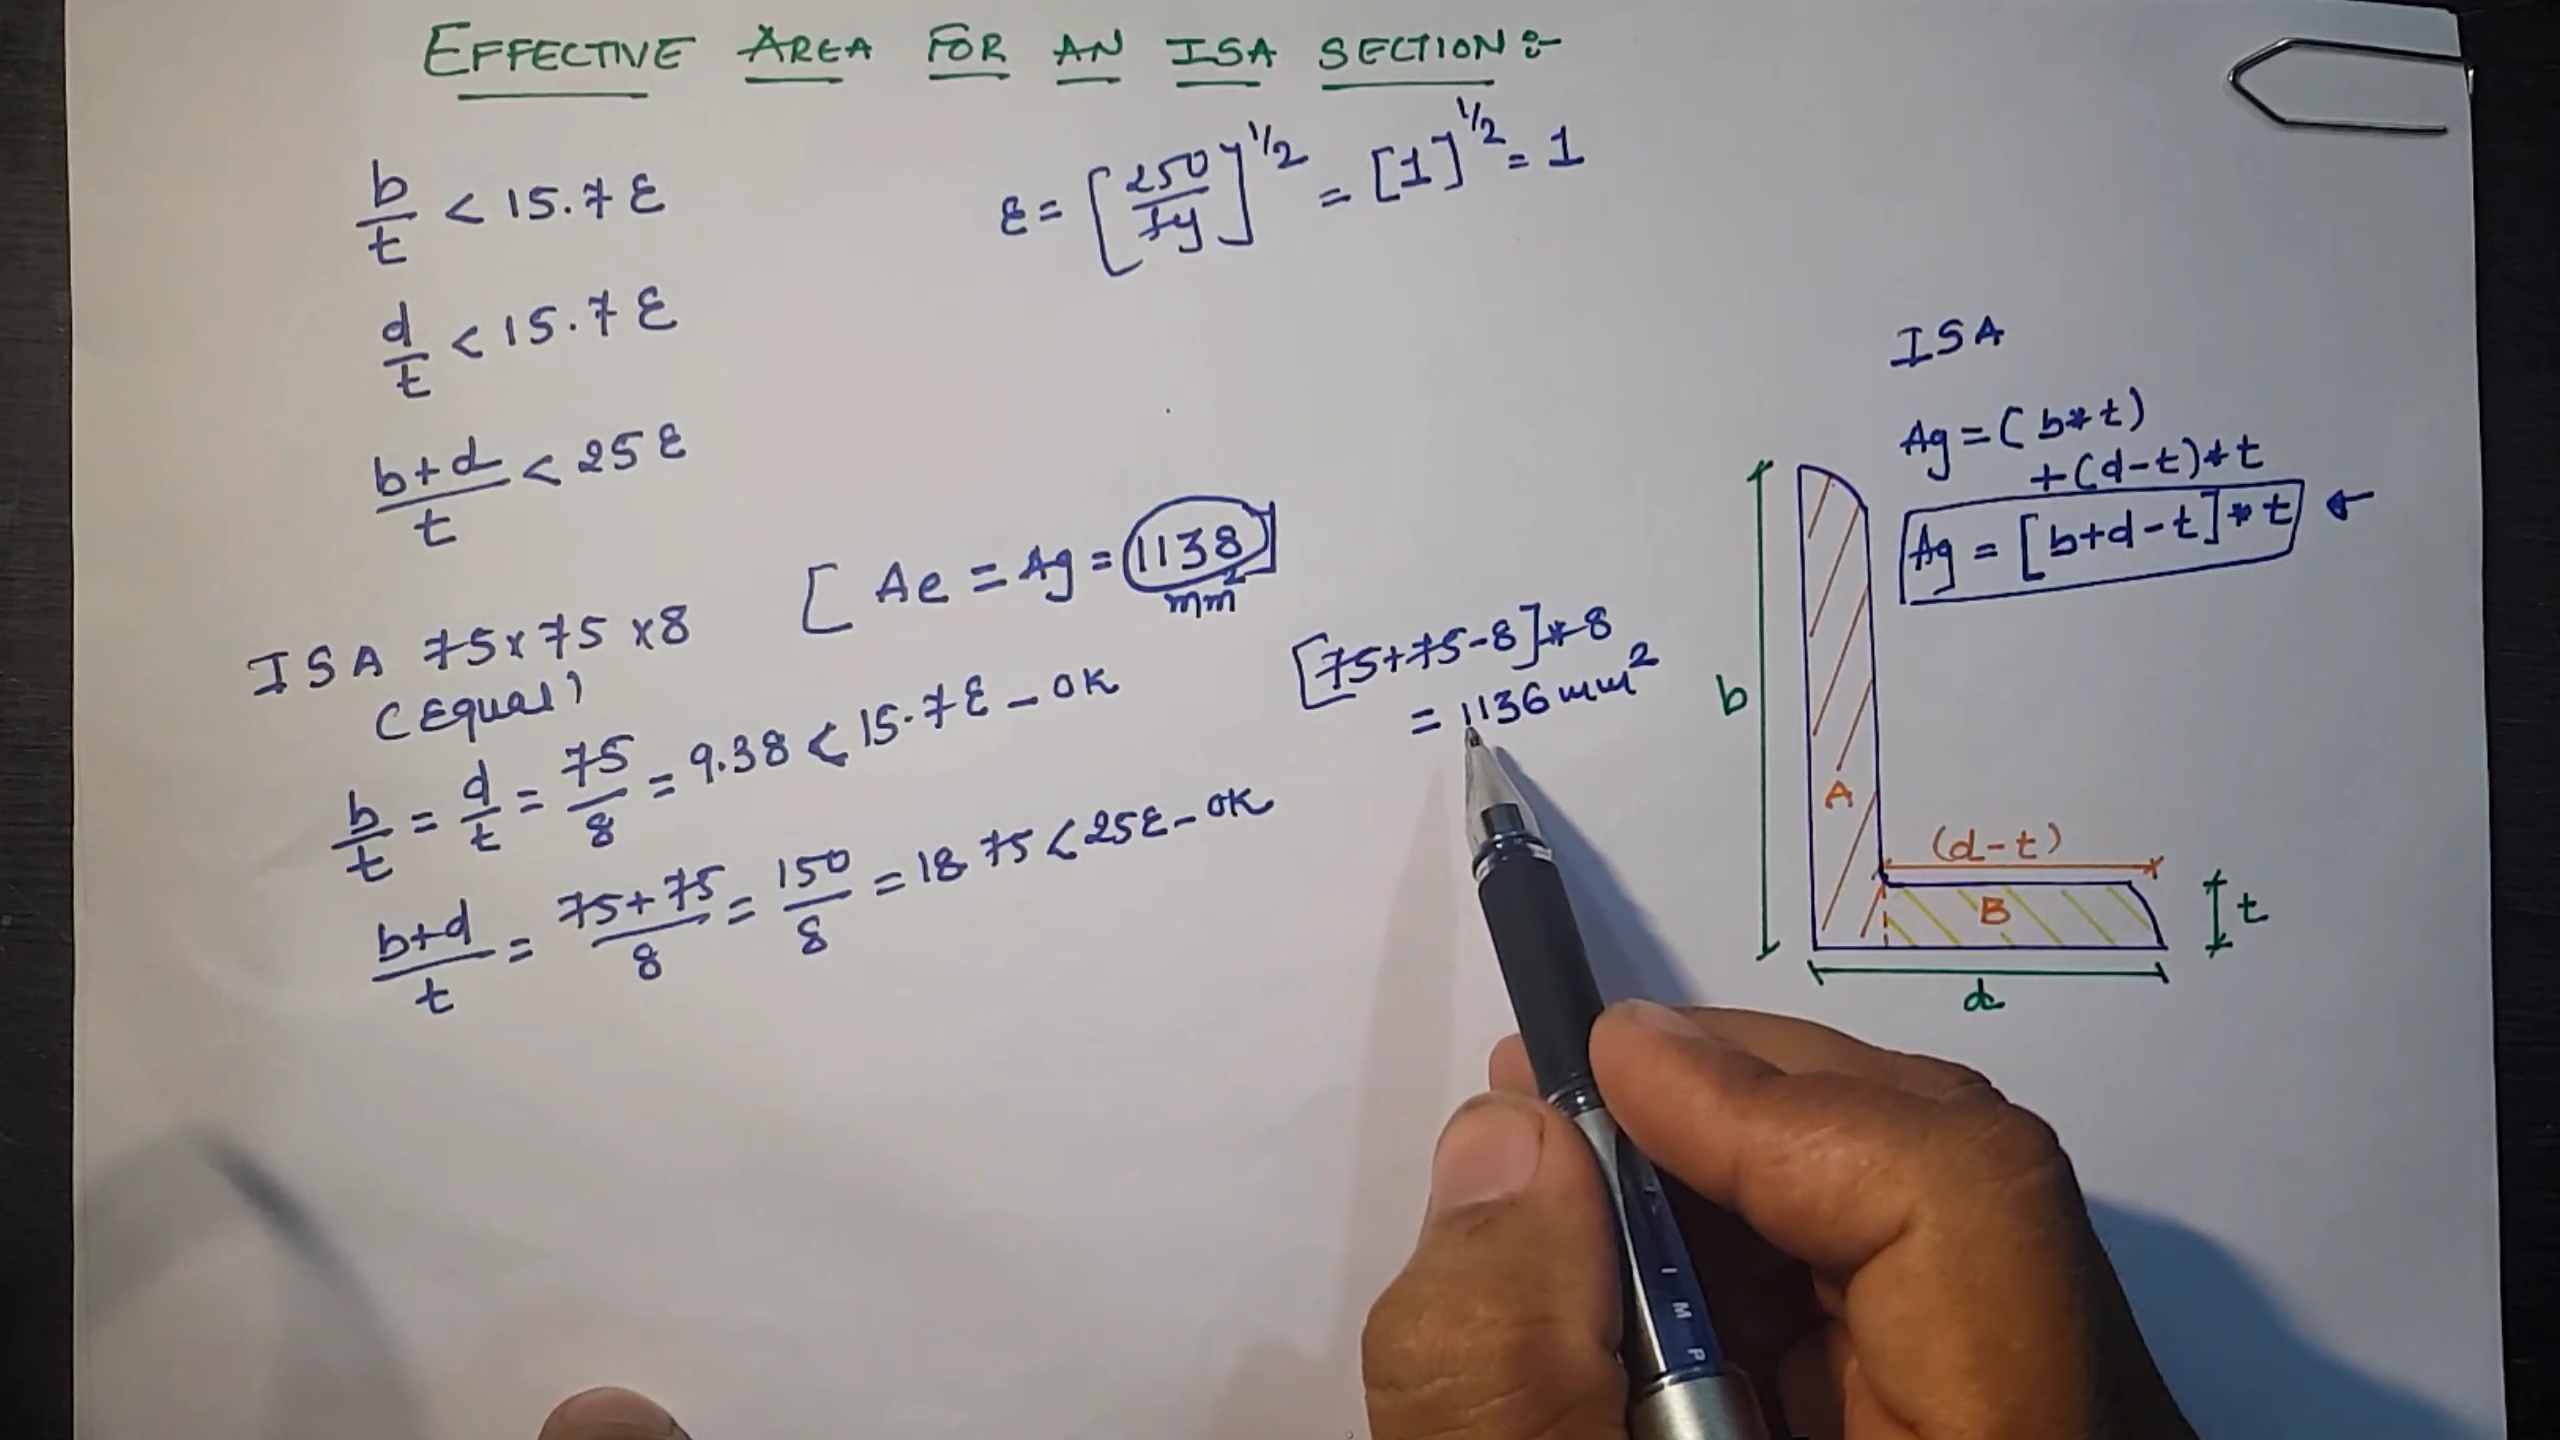 EFFECTIVE AREA FOR AN ISA SECTION:-
b/t < 15.7 ε
ε = [250/fy]^1/2 = [1]^1/2 = 1
d/t < 15.7 ε
b+d/t < 25 ε
[ Ae = Ag = 1138]
mm²
ISA 75x75x8
(Equal)
b/t = d/t = 75/8 = 9.38 < 15.7ε - OK
b+d/t = 75+75/8 = 150/8 = 18 75 < 25ε - OK
[75+75-8]*8
= 1136 mm²
ISA
Ag = (b*t)
+(d-t)*t
Ag = [b+d-t]*t
b
A
(d-t)
B
t
d
I M P